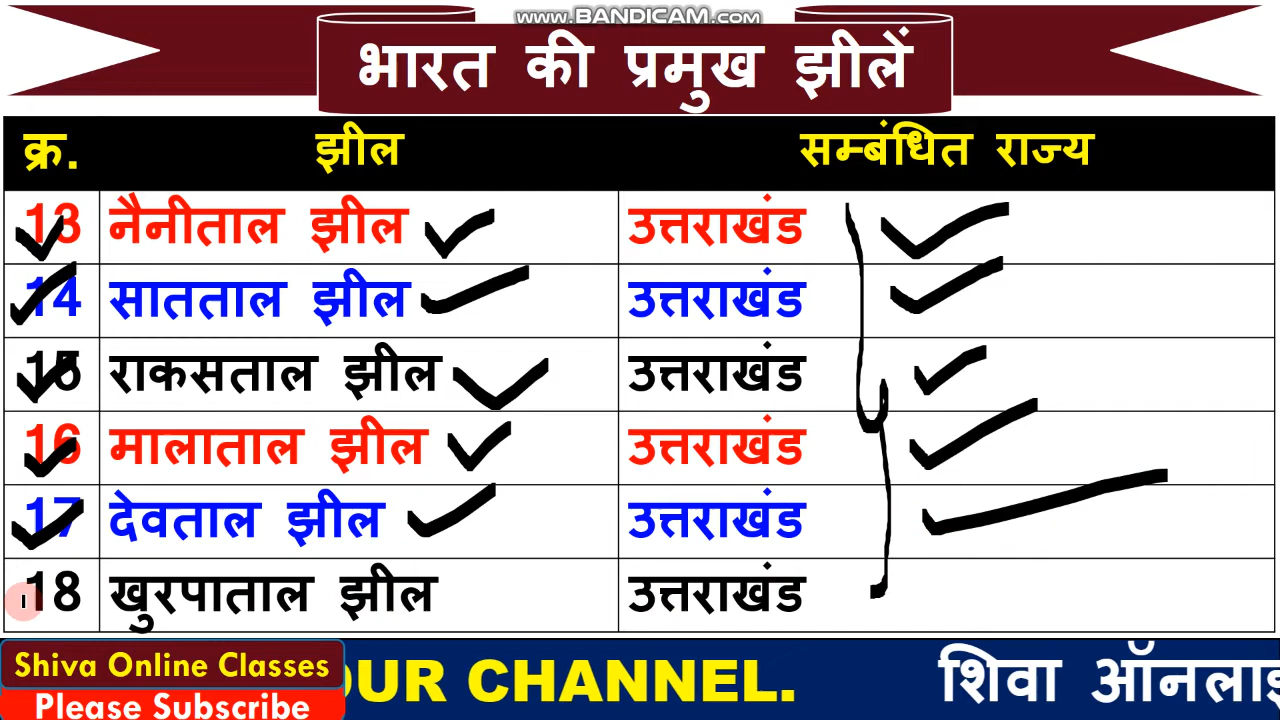 www.BANDICAM.com
भारत की प्रमुख झीलें
क्र. झील सम्बंधित राज्य
13 नैनीताल झील उत्तराखंड
14 सातताल झील उत्तराखंड
15 राकसताल झील उत्तराखंड
16 मालाताल झील उत्तराखंड
17 देवताल झील उत्तराखंड
18 खुरपाताल झील उत्तराखंड
Shiva Online Classes
Please Subscribe
OUR CHANNEL. शिवा ऑनलाइ